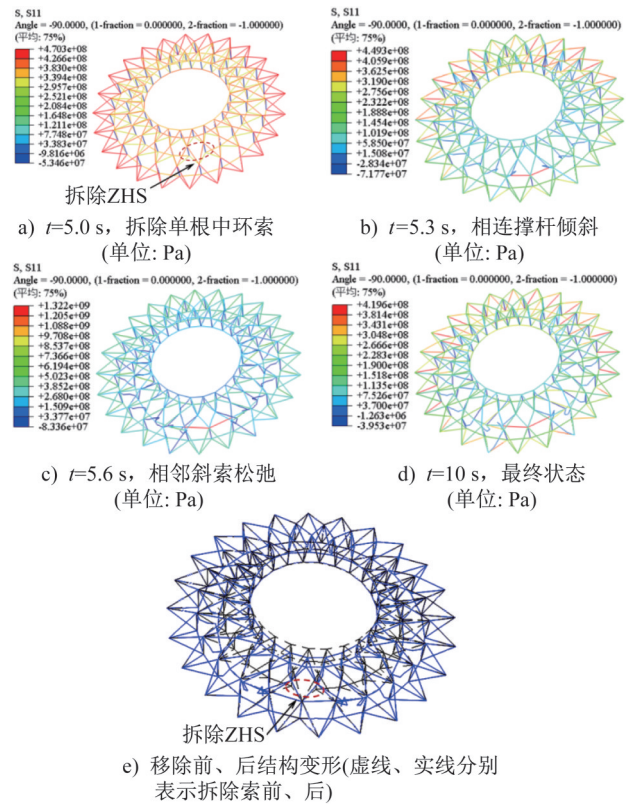 S, S11
Angle = -90.0000, (1-fraction = 0.000000, 2-fraction = -1.000000)
(平均: 75%)
+4.703e+08
+4.266e+08
+3.830e+08
+3.394e+08
+2.957e+08
+2.521e+08
+2.084e+08
+1.648e+08
+1.211e+08
+7.748e+07
+3.383e+07
-9.816e+06
-5.346e+07
拆除ZHS
a) t=5.0 s，拆除单根中环索
(单位: Pa)
S, S11
Angle = -90.0000, (1-fraction = 0.000000, 2-fraction = -1.000000)
(平均: 75%)
+4.493e+08
+4.059e+08
+3.625e+08
+3.190e+08
+2.756e+08
+2.322e+08
+1.888e+08
+1.454e+08
+1.019e+08
+5.850e+07
+1.508e+07
-2.834e+07
-7.177e+07
b) t=5.3 s，相连撑杆倾斜
(单位: Pa)
S, S11
Angle = -90.0000, (1-fraction = 0.000000, 2-fraction = -1.000000)
(平均: 75%)
+1.322e+09
+1.205e+09
+1.088e+09
+9.708e+08
+8.537e+08
+7.366e+08
+6.194e+08
+5.023e+08
+3.852e+08
+2.680e+08
+1.509e+08
+3.377e+07
-8.336e+07
c) t=5.6 s，相邻斜索松弛
(单位: Pa)
S, S11
Angle = -90.0000, (1-fraction = 0.000000, 2-fraction = -1.000000)
(平均: 75%)
+4.196e+08
+3.814e+08
+3.431e+08
+3.048e+08
+2.666e+08
+2.283e+08
+1.900e+08
+1.518e+08
+1.135e+08
+7.526e+07
+3.700e+07
-1.263e+06
-3.953e+07
d) t=10 s，最终状态
(单位: Pa)
拆除ZHS
e) 移除前、后结构变形(虚线、实线分别
表示拆除索前、后)